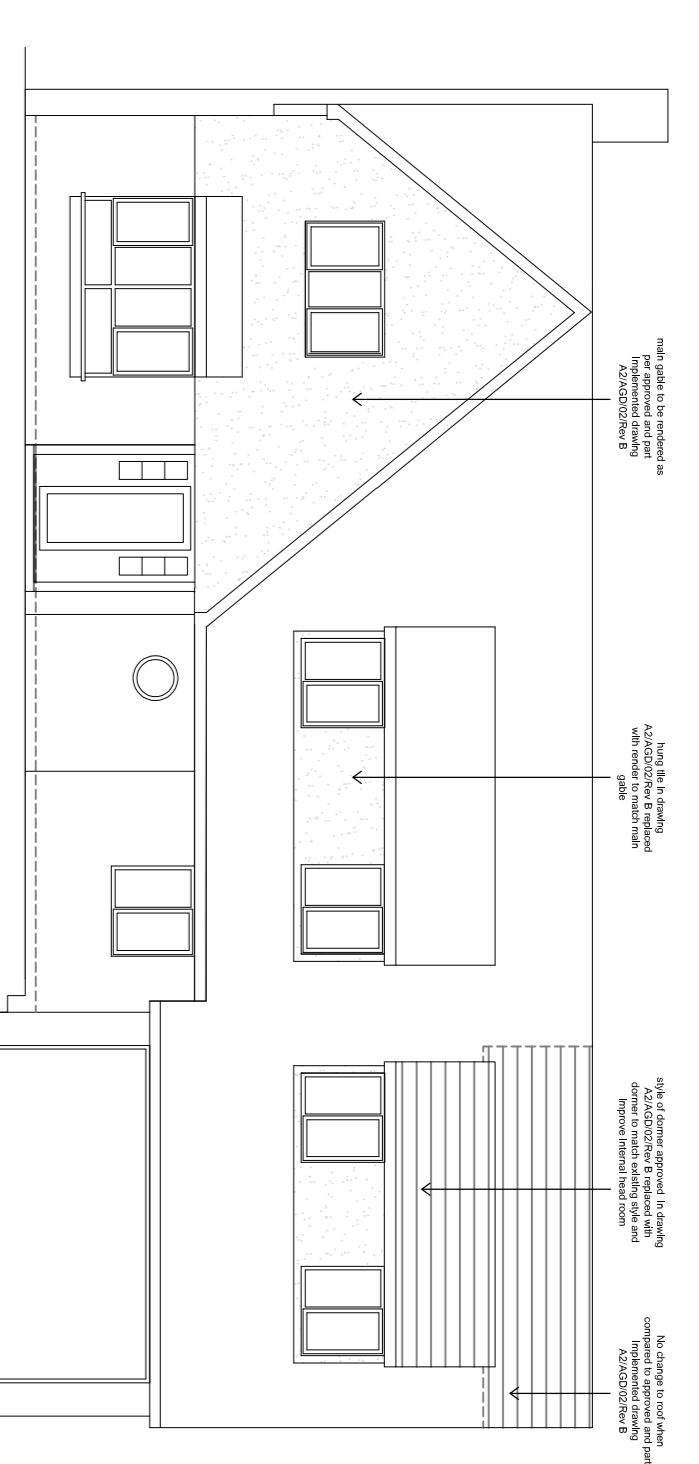 main gable to be rendered as
per approved and part
implemented drawing
A2/AGD/02/Rev B
hung tile in drawing
A2/AGD/02/Rev B replaced
with render to match main
gable
style of dormer approved in drawing
A2/AGD/02/Rev B replaced with
dormer to match existing style and
improve internal head room
No change to roof when
compared to approved and part
implemented drawing
A2/AGD/02/Rev B